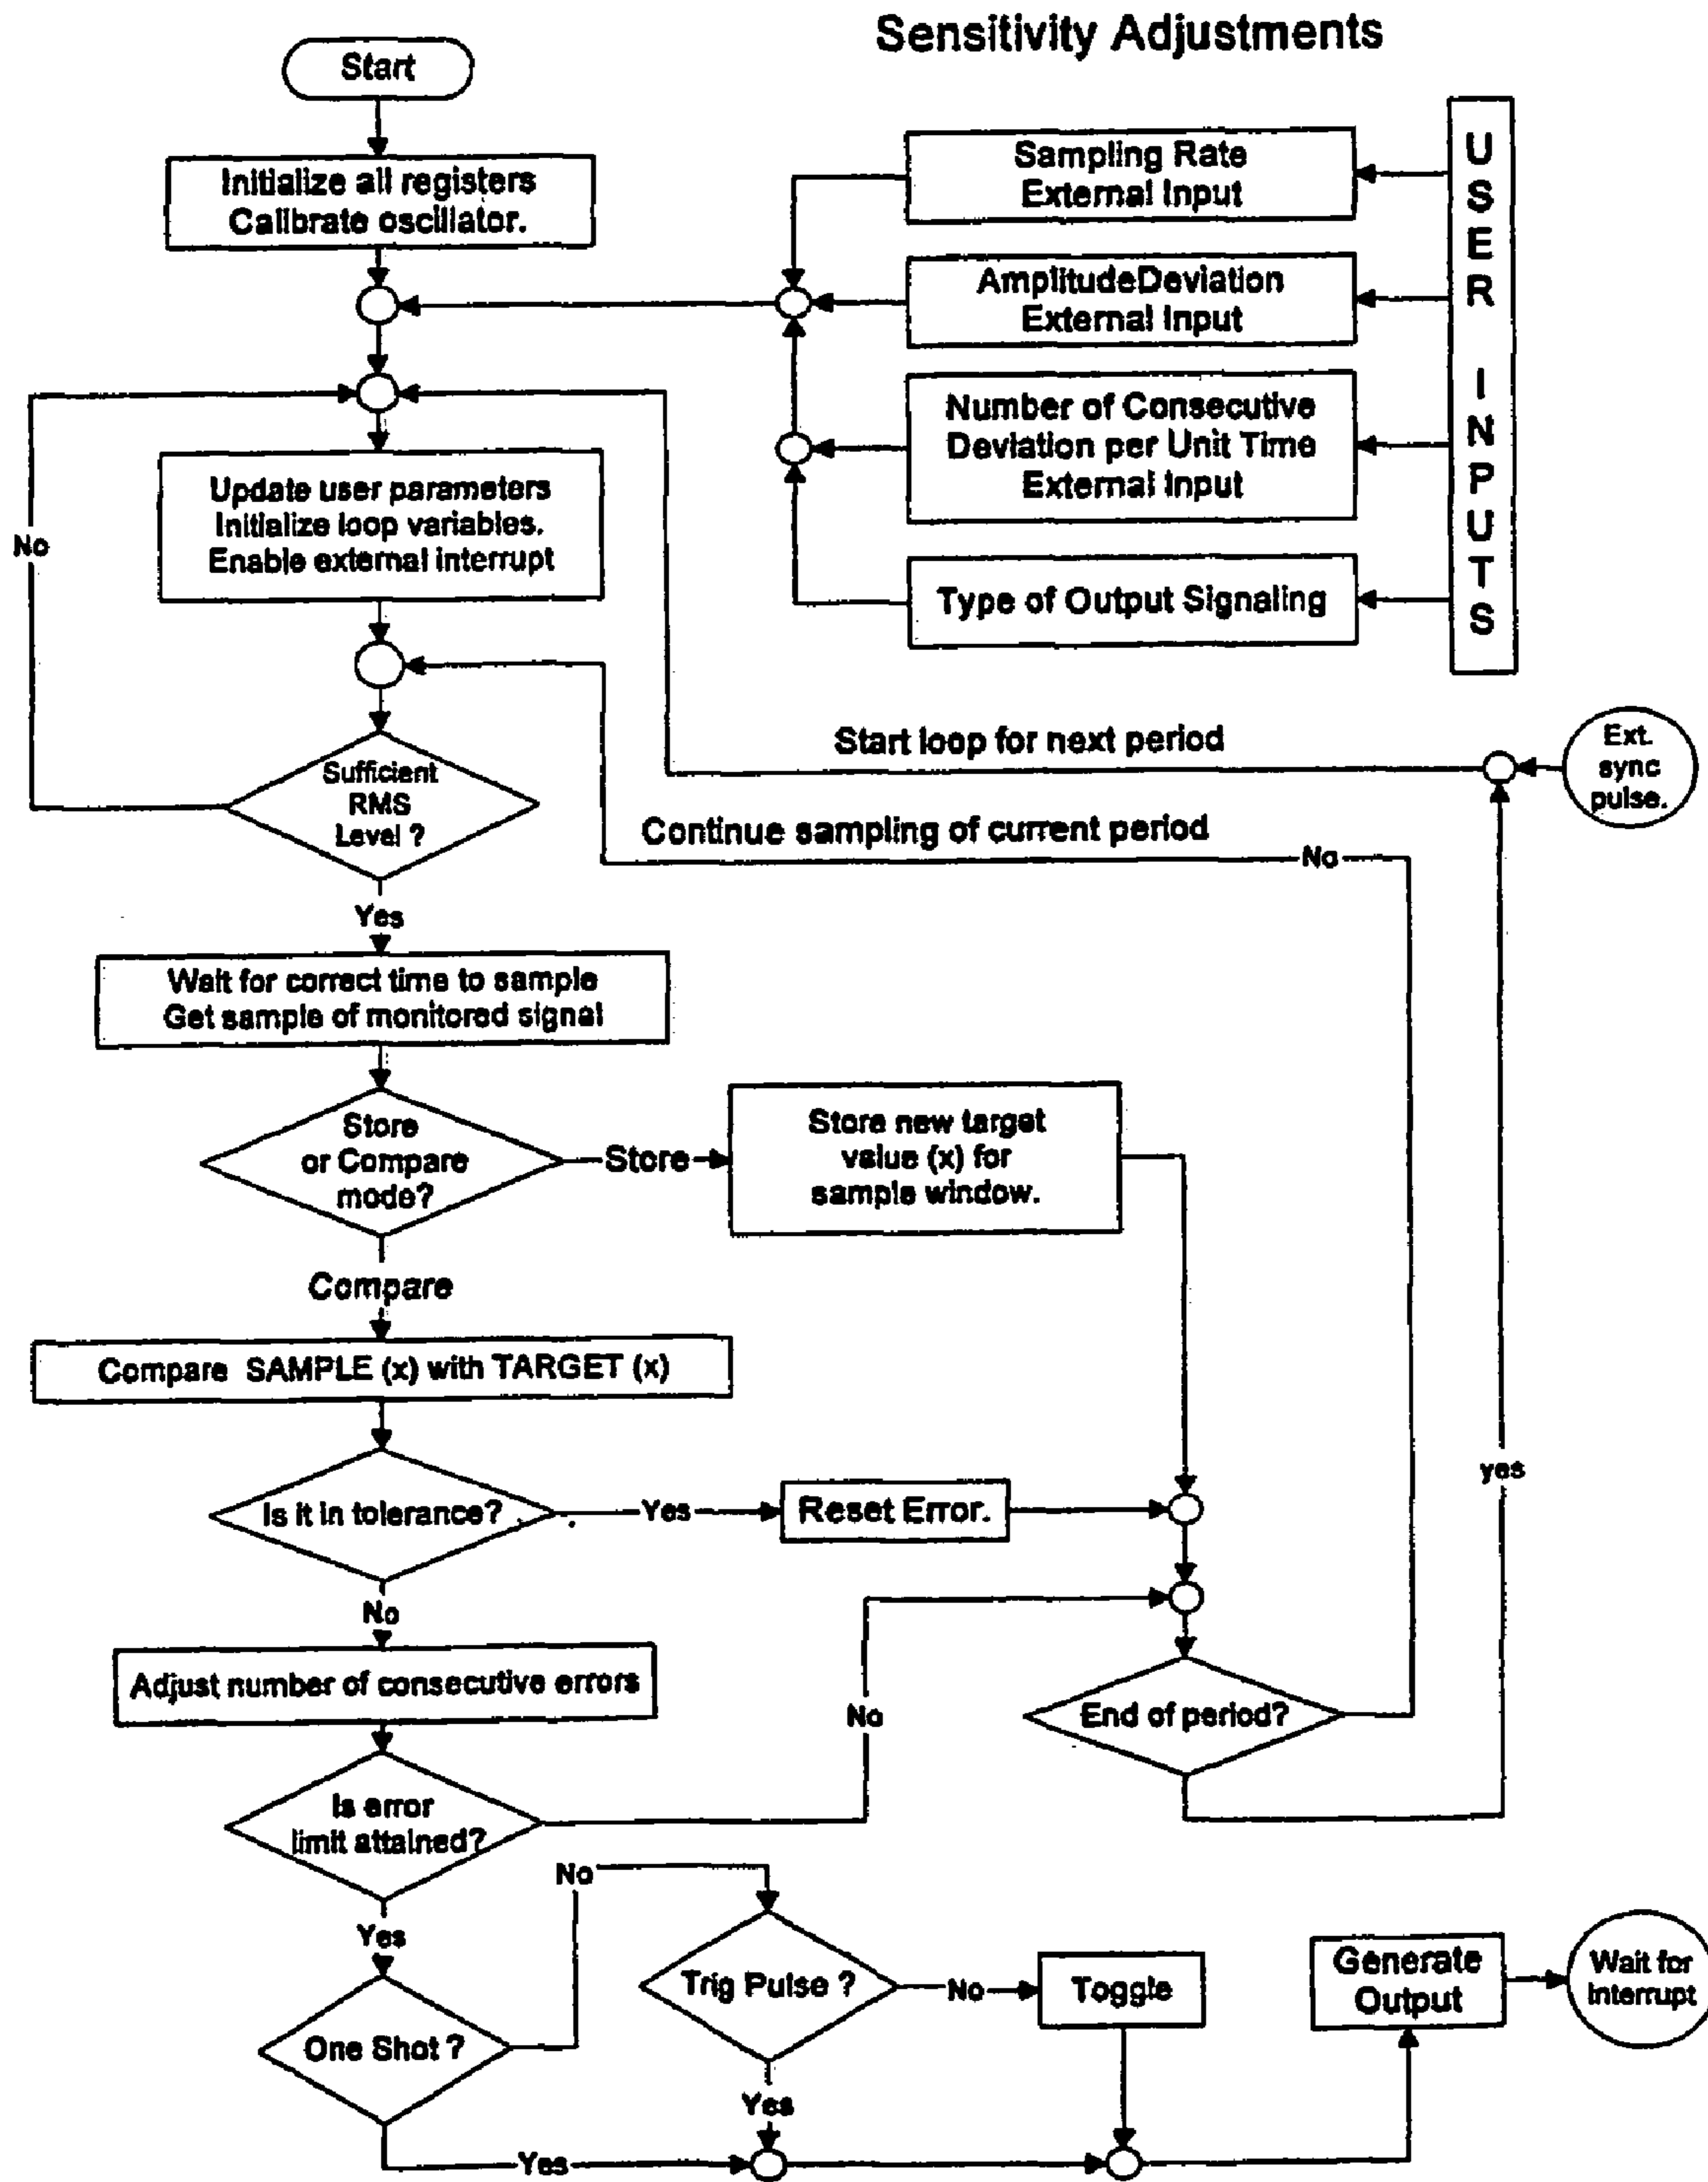 Sensitivity Adjustments
Start
Initialize all registers
Calibrate oscillator.
Sampling Rate
External Input
AmplitudeDeviation
External Input
Number of Consecutive
Deviation per Unit Time
External Input
Type of Output Signaling
USER INPUTS
Update user parameters
Initialize loop variables.
Enable external interrupt
No
Start loop for next period
Ext.
sync
pulse.
Sufficient
RMS
Level ?
Continue sampling of current period
No
Yes
Wait for correct time to sample
Get sample of monitored signal
Store
or Compare
mode?
Store
Store new target
value (x) for
sample window.
Compare
Compare SAMPLE (x) with TARGET (x)
Is it in tolerance?
Yes
Reset Error.
yes
No
Adjust number of consecutive errors
No
End of period?
Is error
limit attained?
No
Yes
Trig Pulse ?
No
Toggle
Generate
Output
Wait for
Interrupt
One Shot ?
Yes
Yes